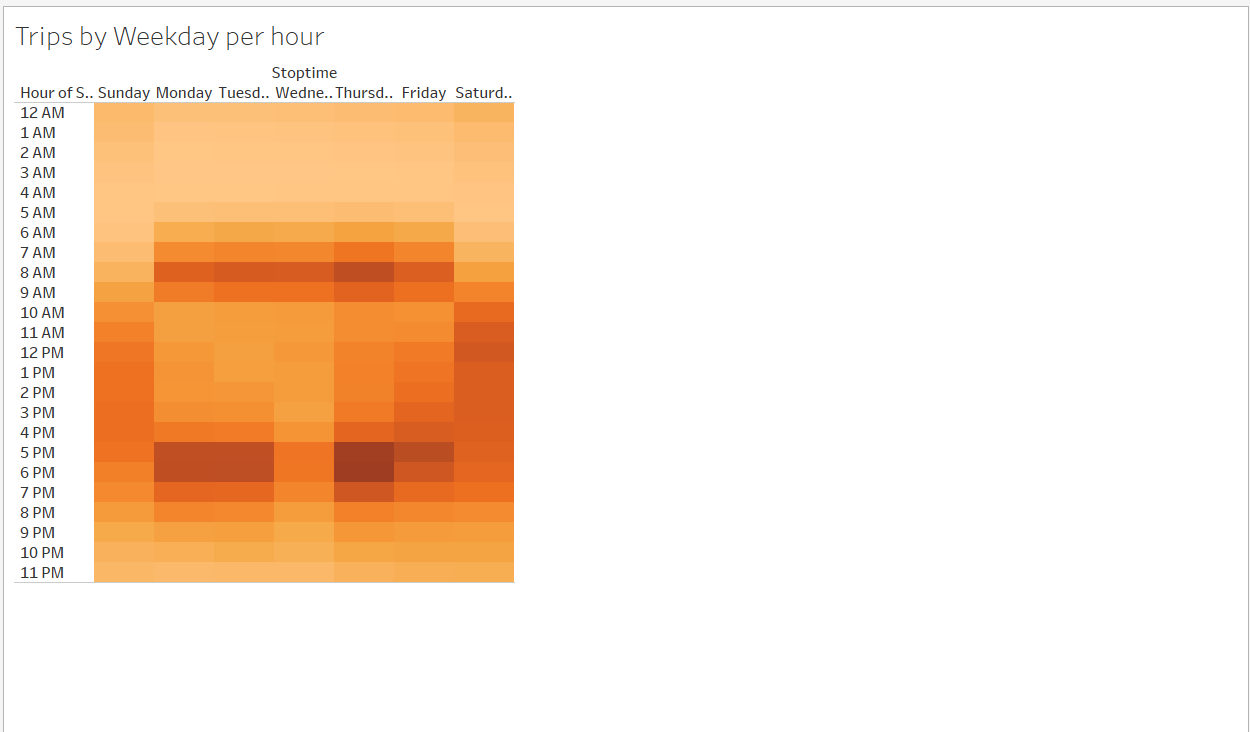 Trips by Weekday per hour
Stoptime
Hour of S.. Sunday Monday Tuesd.. Wedne.. Thursd.. Friday Saturd..
12 AM
1 AM
2 AM
3 AM
4 AM
5 AM
6 AM
7 AM
8 AM
9 AM
10 AM
11 AM
12 PM
1 PM
2 PM
3 PM
4 PM
5 PM
6 PM
7 PM
8 PM
9 PM
10 PM
11 PM